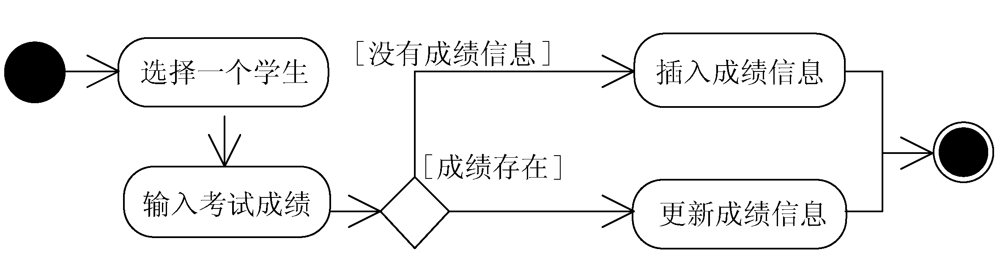 选择一个学生
输入考试成绩
[没有成绩信息]
[成绩存在]
插入成绩信息
更新成绩信息